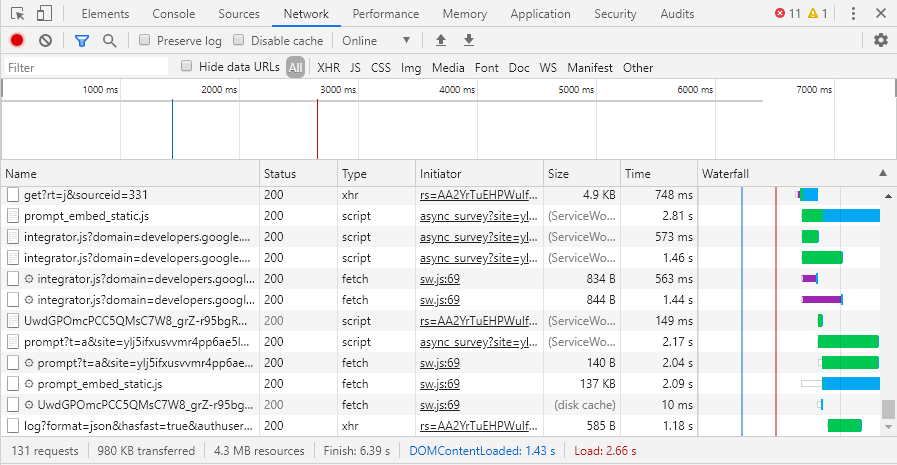 Elements Console Sources Network Performance Memory Application Security Audits 11 1
Preserve log Disable cache Online
Filter Hide data URLs All XHR JS CSS Img Media Font Doc WS Manifest Other
1000 ms 2000 ms 3000 ms 4000 ms 5000 ms 6000 ms 7000 ms
Name Status Type Initiator Size Time Waterfall
get?rt=j&sourceid=331 200 xhr rs=AA2YrTuEHPWuIf... 4.9 KB 748 ms
prompt_embed_static.js 200 script async_survey?site=yl... (ServiceWo... 2.81 s
integrator.js?domain=developers.google.... 200 script async_survey?site=yl... (ServiceWo... 573 ms
integrator.js?domain=developers.google.... 200 script async_survey?site=yl... (ServiceWo... 1.46 s
integrator.js?domain=developers.googl... 200 fetch sw.js:69 834 B 563 ms
integrator.js?domain=developers.googl... 200 fetch sw.js:69 844 B 1.44 s
UwdGPOmcPCC5QMsC7W8_grZ-r95bgR... 200 script rs=AA2YrTuEHPWuIf... (ServiceWo... 149 ms
prompt?t=a&site=ylj5ifxusvvmr4pp6ae5l... 200 script async_survey?site=yl... (ServiceWo... 2.17 s
prompt?t=a&site=ylj5ifxusvvmr4pp6ae... 200 fetch sw.js:69 140 B 2.04 s
prompt_embed_static.js 200 fetch sw.js:69 137 KB 2.09 s
UwdGPOmcPCC5QMsC7W8_grZ-r95bg... 200 fetch sw.js:69 (disk cache) 10 ms
log?format=json&hasfast=true&authuser... 200 xhr rs=AA2YrTuEHPWuIf... 585 B 1.18 s
131 requests 980 KB transferred 4.3 MB resources Finish: 6.39 s DOMContentLoaded: 1.43 s Load: 2.66 s